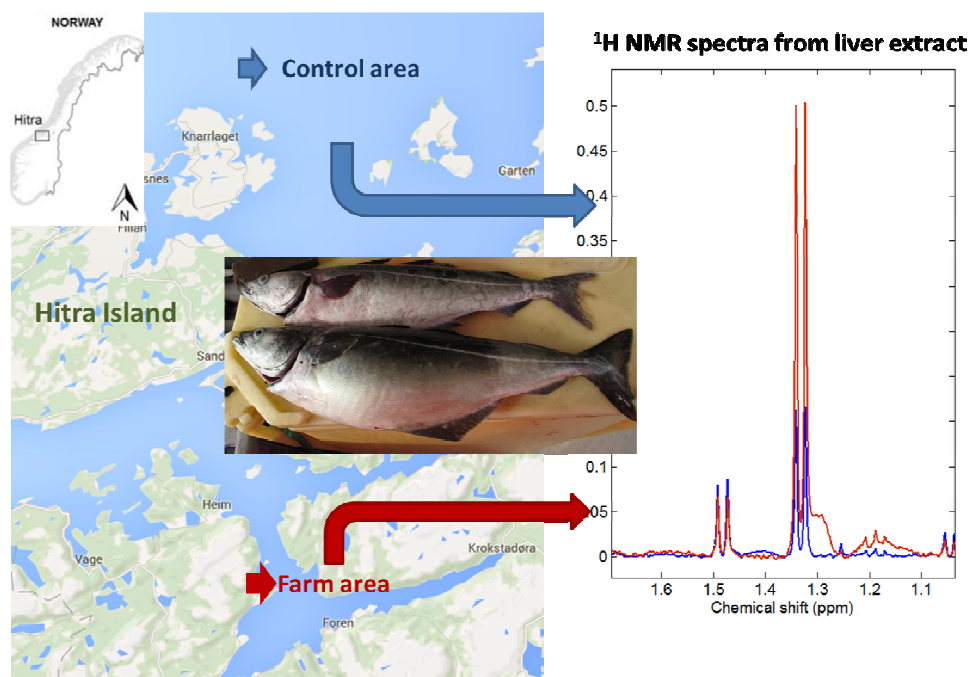 NORWAY
Hitra
N
Control area
Knarrlaget
snes
Garten
Fillan
Hitra Island
Sand
Heim
Vage
Krokstadøra
Farm area
Foren
¹H NMR spectra from liver extract
0.5
0.45
0.4
0.35
0.1
05
0
1.6 1.5 1.4 1.3 1.2 1.1
Chemical shift (ppm)